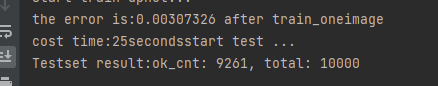 the error is:0.00307326 after train_oneimage
cost time:25secondsstart test ...
Testset result:ok_cnt: 9261, total: 10000